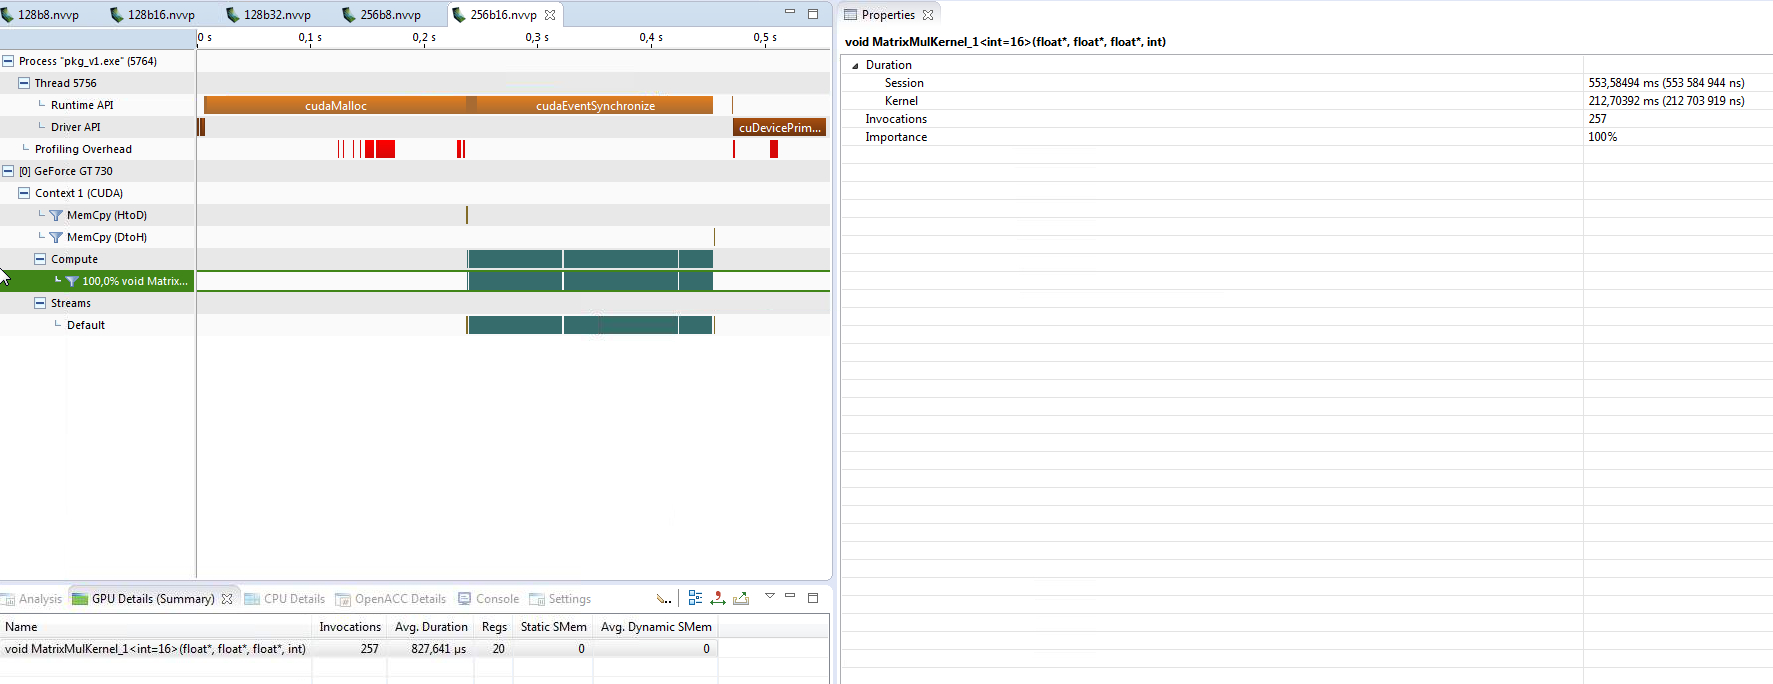 128b8.nvvp 128b16.nvvp 128b32.nvvp 256b8.nvvp 256b16.nvvp
0 s 0,1 s 0,2 s 0,3 s 0,4 s 0,5 s
Process "pkg_v1.exe" (5764)
Thread 5756
Runtime API cudaMalloc cudaEventSynchronize
Driver API cuDevicePrim...
Profiling Overhead
[0] GeForce GT 730
Context 1 (CUDA)
MemCpy (HtoD)
MemCpy (DtoH)
Compute
100,0% void Matrix...
Streams
Default
Analysis GPU Details (Summary) CPU Details OpenACC Details Console Settings
Name Invocations Avg. Duration Regs Static SMem Avg. Dynamic SMem
void MatrixMulKernel_1<int=16>(float*, float*, float*, int) 257 827,641 µs 20 0 0
Properties
void MatrixMulKernel_1<int=16>(float*, float*, float*, int)
Duration
Session 553,58494 ms (553 584 944 ns)
Kernel 212,70392 ms (212 703 919 ns)
Invocations 257
Importance 100%